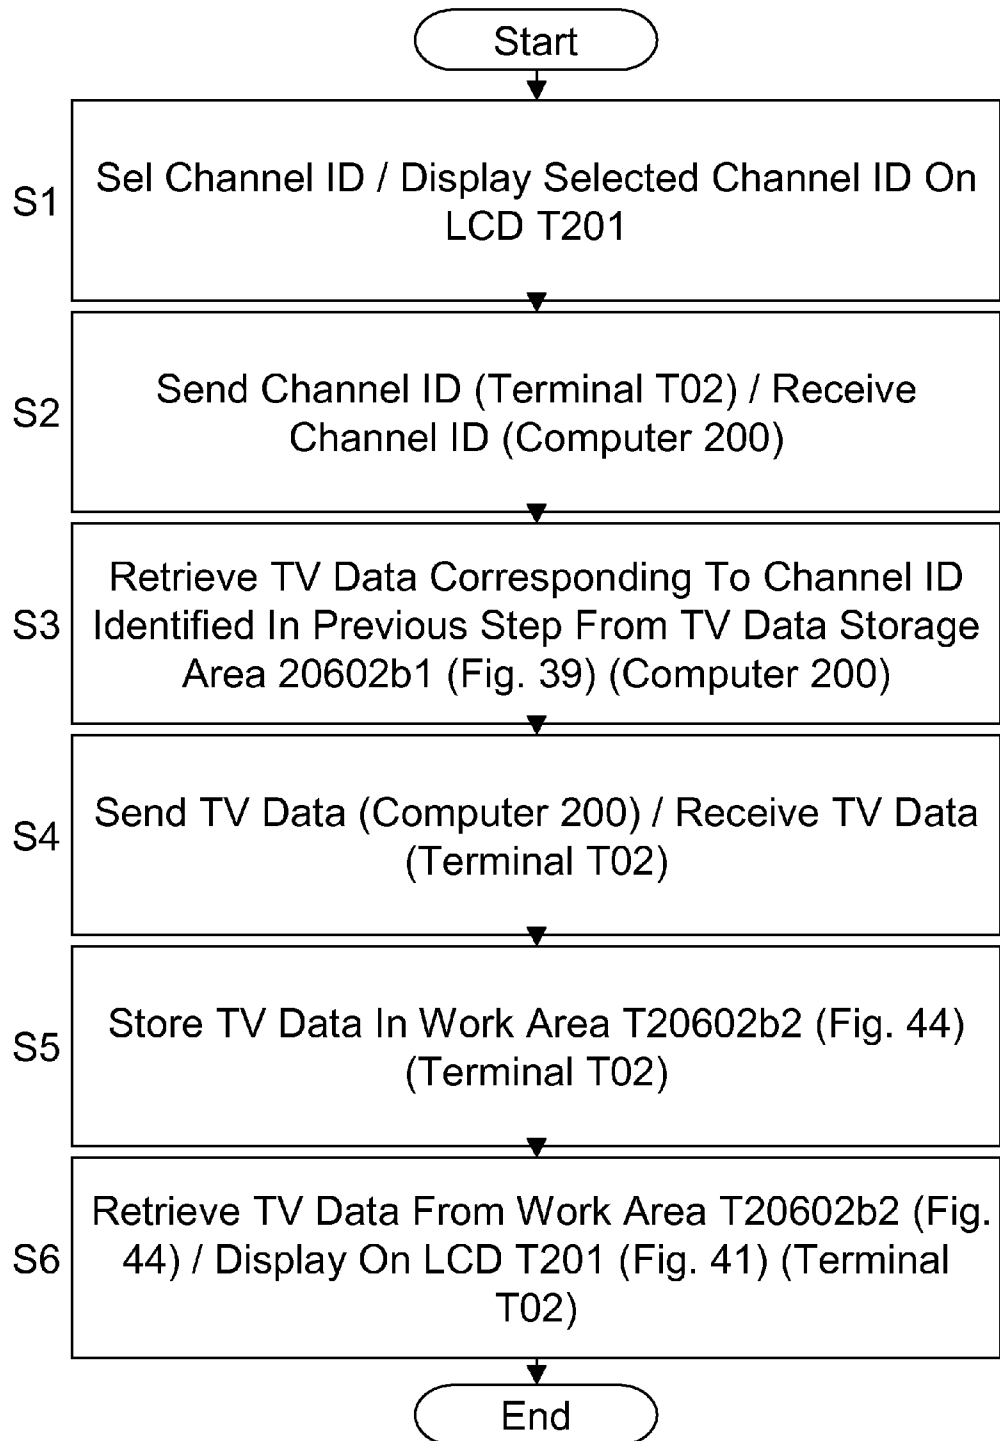 Start
S1
Sel Channel ID / Display Selected Channel ID On
LCD T201
S2
Send Channel ID (Terminal T02) / Receive
Channel ID (Computer 200)
S3
Retrieve TV Data Corresponding To Channel ID
Identified In Previous Step From TV Data Storage
Area 20602b1 (Fig. 39) (Computer 200)
S4
Send TV Data (Computer 200) / Receive TV Data
(Terminal T02)
S5
Store TV Data In Work Area T20602b2 (Fig. 44)
(Terminal T02)
S6
Retrieve TV Data From Work Area T20602b2 (Fig.
44) / Display On LCD T201 (Fig. 41) (Terminal
T02)
End